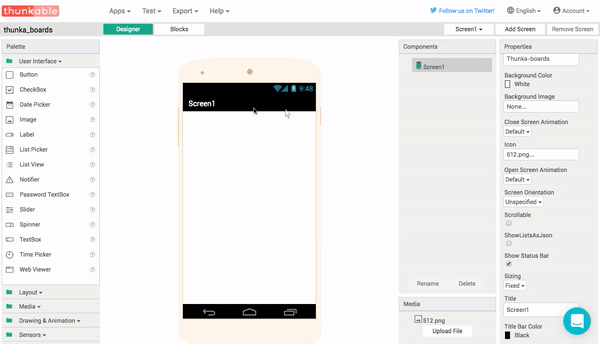 thunkable
Apps Test Export Help
Follow us on Twitter! English Account
thunka_boards
Designer Blocks
Screen1 Add Screen Remove Screen
Palette
User Interface
Button
CheckBox
Date Picker
Image
Label
List Picker
List View
Notifier
Password TextBox
Slider
Spinner
TextBox
Time Picker
Web Viewer
Layout
Media
Drawing & Animation
Sensors
9:48
Screen1
Components
Screen1
Rename Delete
Media
512.png
Upload File
Properties
Thunka-boards
Background Color
White
Background Image
None...
Close Screen Animation
Default
Icon
512.png...
Open Screen Animation
Default
Screen Orientation
Unspecified
Scrollable
ShowListsAsJson
Show Status Bar
Sizing
Fixed
Title
Screen1
Title Bar Color
Black